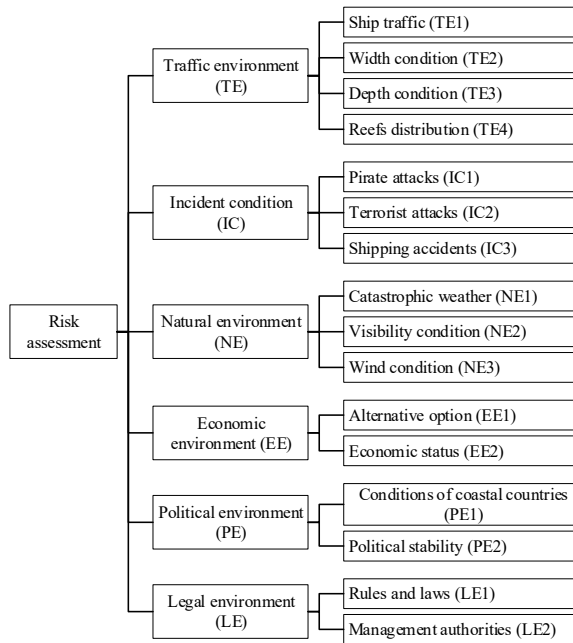 Risk
assessment
Traffic environment
(TE)
Ship traffic (TE1)
Width condition (TE2)
Depth condition (TE3)
Reefs distribution (TE4)
Incident condition
(IC)
Pirate attacks (IC1)
Terrorist attacks (IC2)
Shipping accidents (IC3)
Natural environment
(NE)
Catastrophic weather (NE1)
Visibility condition (NE2)
Wind condition (NE3)
Economic
environment (EE)
Alternative option (EE1)
Economic status (EE2)
Political environment
(PE)
Conditions of coastal countries
(PE1)
Political stability (PE2)
Legal environment
(LE)
Rules and laws (LE1)
Management authorities (LE2)